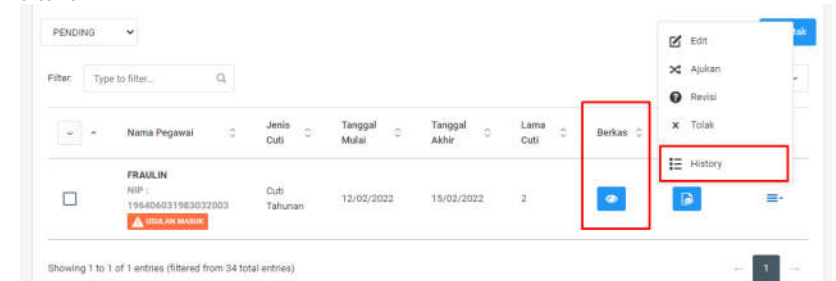 PENDING
Edit
Ajukan
Revisi
Tolak
History
Filter: Type to filter...
Nama Pegawai
Jenis Cuti
Tanggal Mulai
Tanggal Akhir
Lama Cuti
Berkas
FRAULIN
NIP :
196406031983032003
USULAN MASUK
Cuti Tahunan
12/02/2022
15/02/2022
2
Showing 1 to 1 of 1 entries (filtered from 34 total entries)
← 1 →